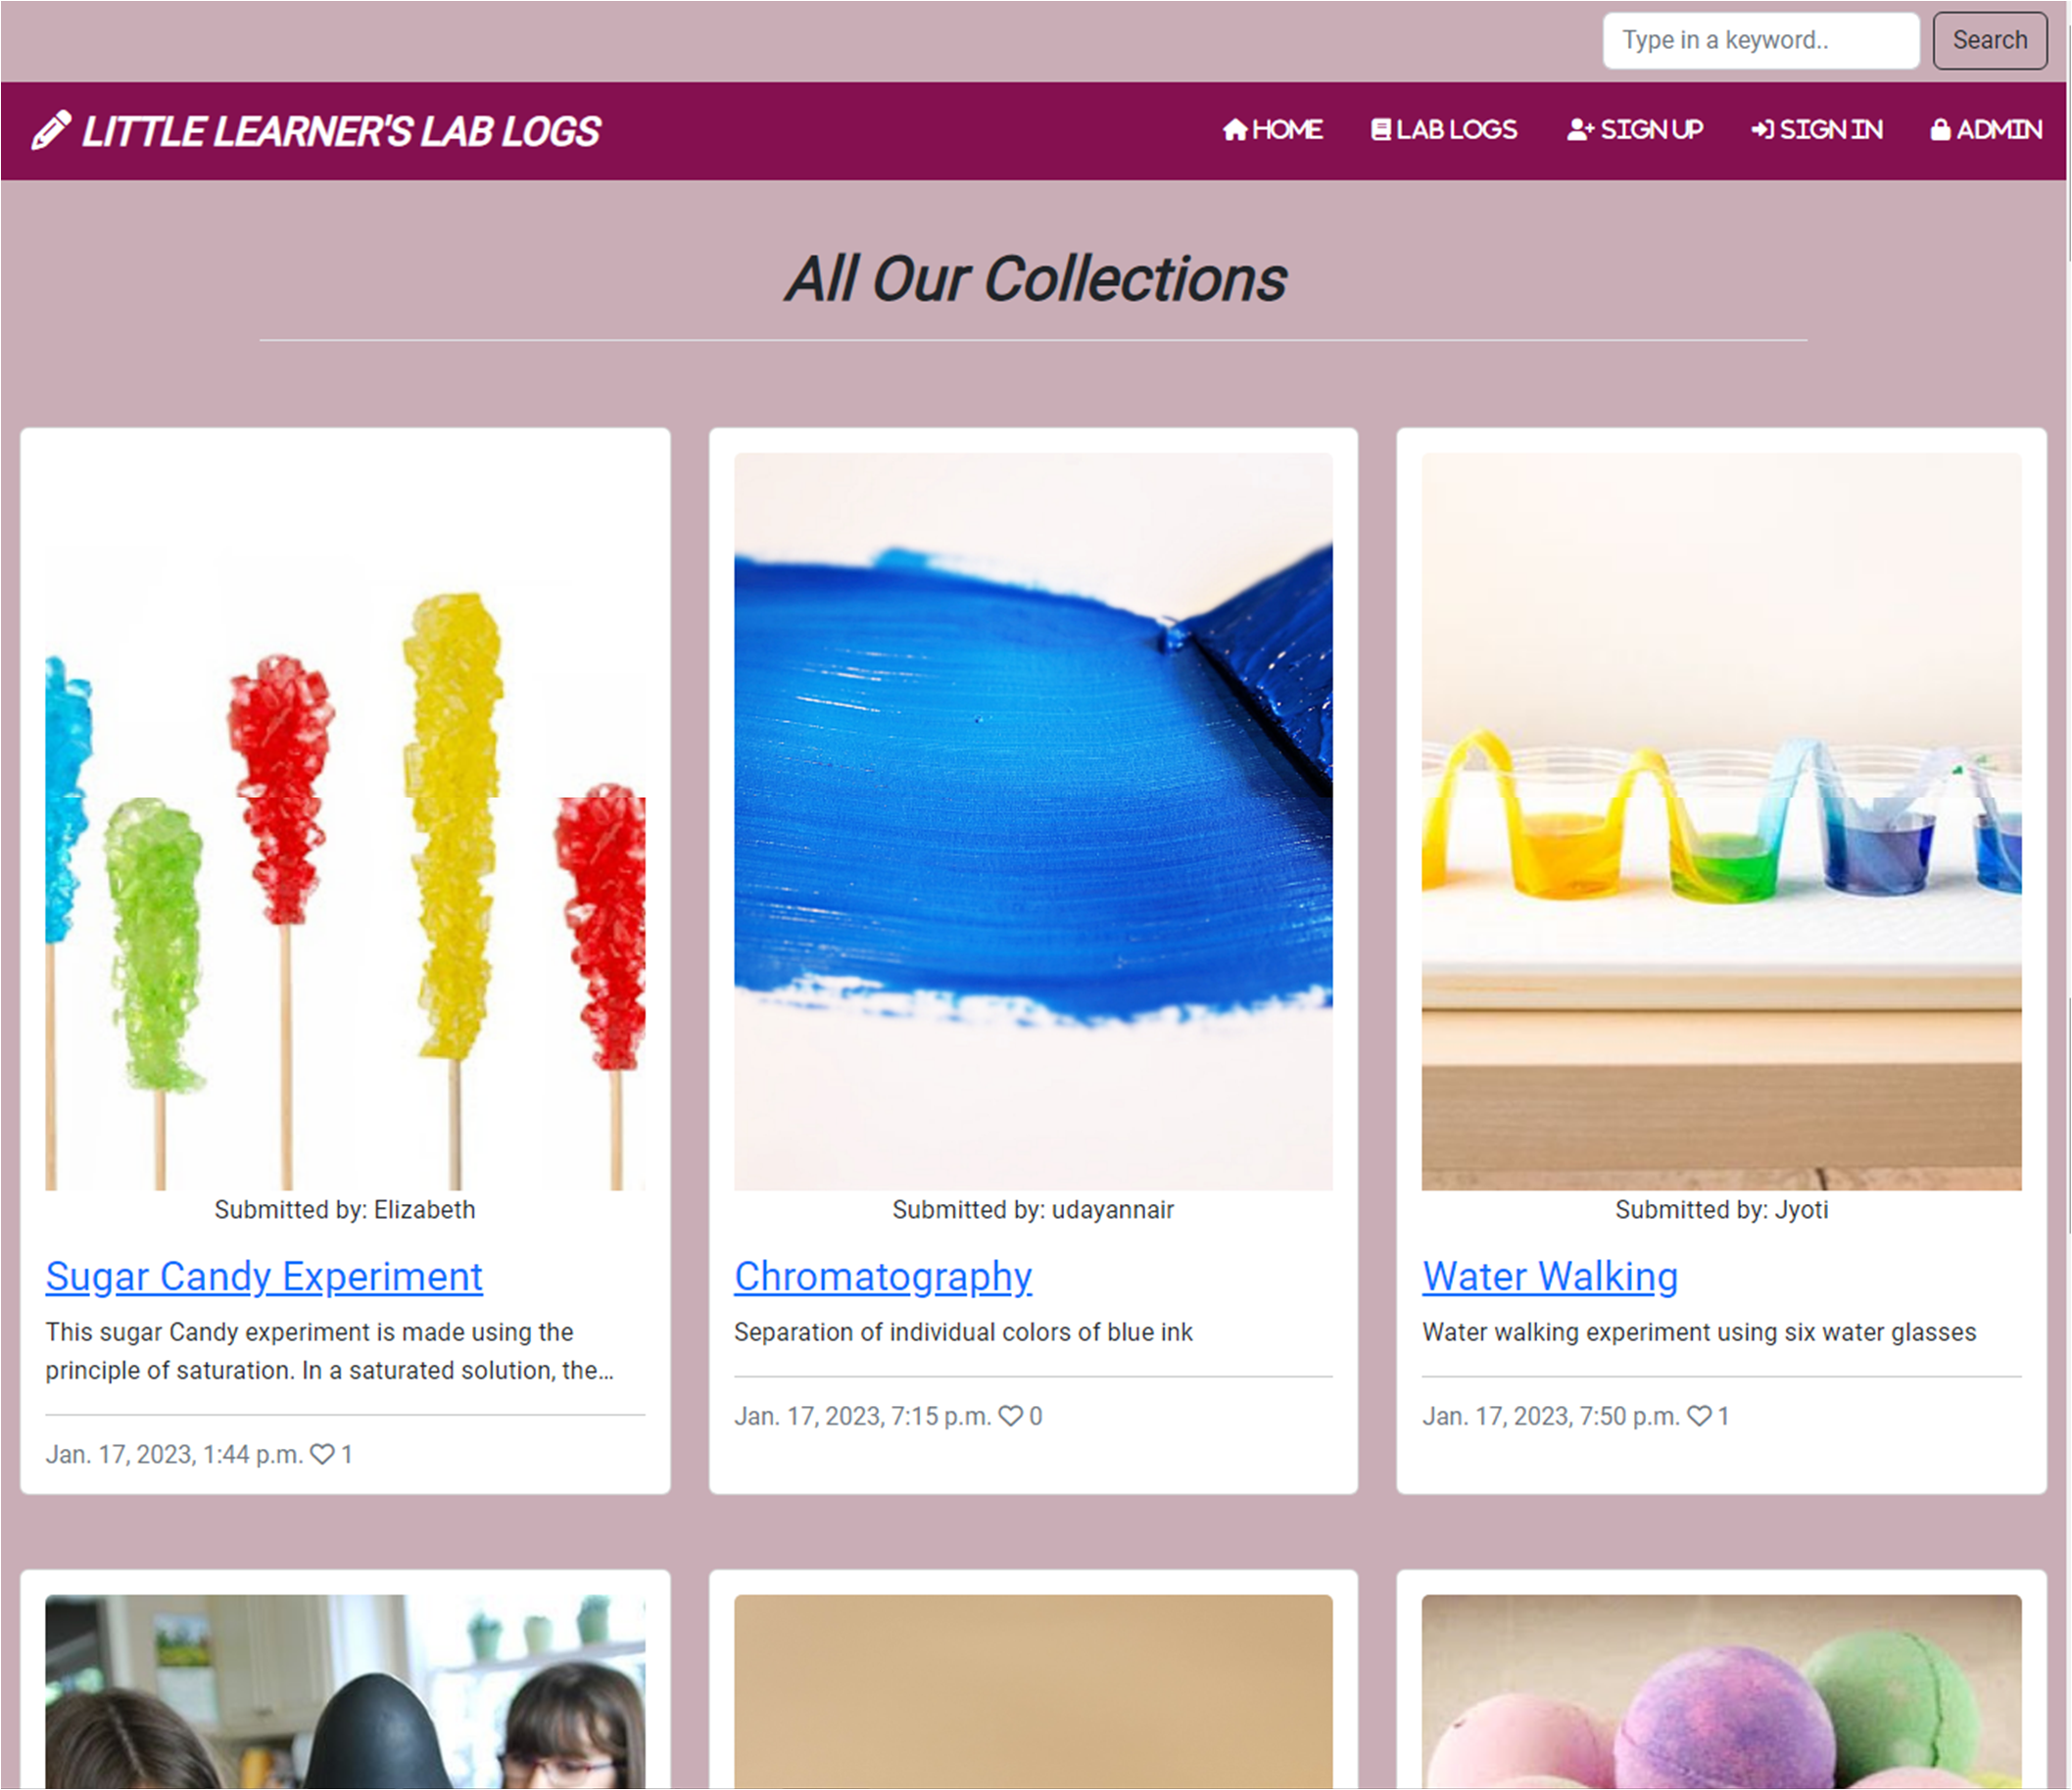 Type in a keyword..
Search
LITTLE LEARNER'S LAB LOGS
HOME
LAB LOGS
SIGN UP
SIGN IN
ADMIN
All Our Collections
Submitted by: Elizabeth
Sugar Candy Experiment
This sugar Candy experiment is made using the
principle of saturation. In a saturated solution, the…
Jan. 17, 2023, 1:44 p.m. 1
Submitted by: udayannair
Chromatography
Separation of individual colors of blue ink
Jan. 17, 2023, 7:15 p.m. 0
Submitted by: Jyoti
Water Walking
Water walking experiment using six water glasses
Jan. 17, 2023, 7:50 p.m. 1